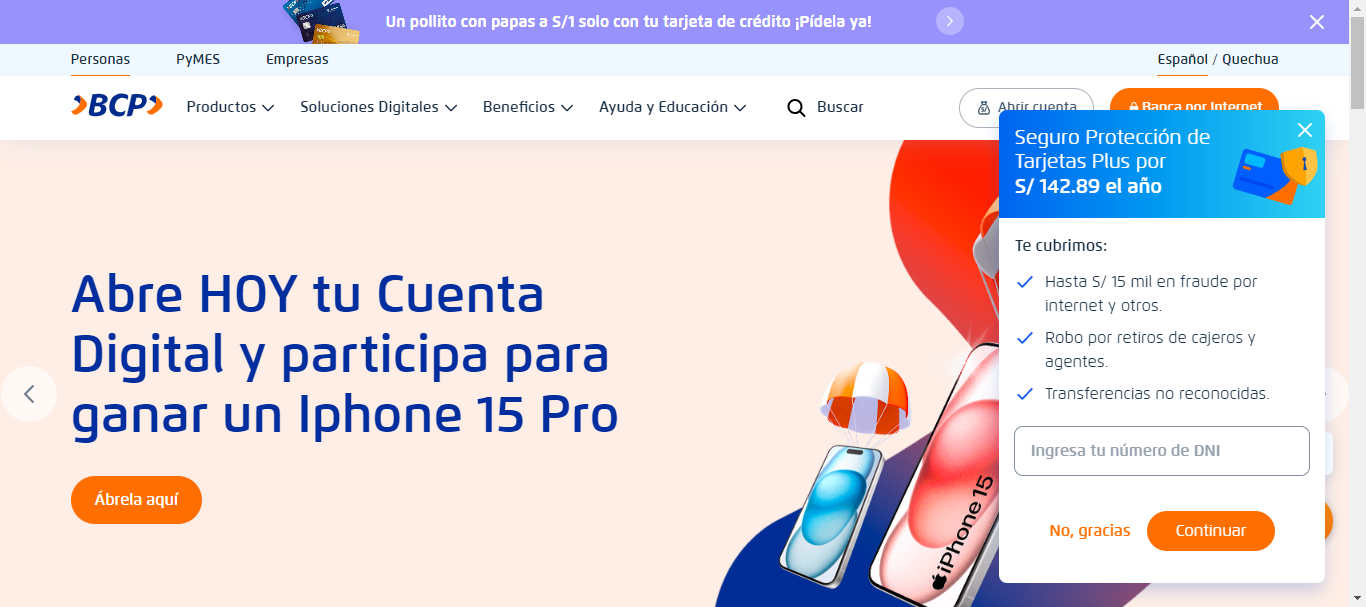 Un pollito con papas a S/1 solo con tu tarjeta de crédito ¡Pídela ya!
Personas PyMES Empresas Español / Quechua
BCP Productos Soluciones Digitales Beneficios Ayuda y Educación Buscar Abrir cuenta Banca por Internet
Seguro Protección de
Tarjetas Plus por
S/ 142.89 el año
Te cubrimos:
Hasta S/ 15 mil en fraude por
internet y otros.
Robo por retiros de cajeros y
agentes.
Transferencias no reconocidas.
Ingresa tu número de DNI
No, gracias Continuar
Abre HOY tu Cuenta
Digital y participa para
ganar un Iphone 15 Pro
Ábrela aquí
iPhone 15